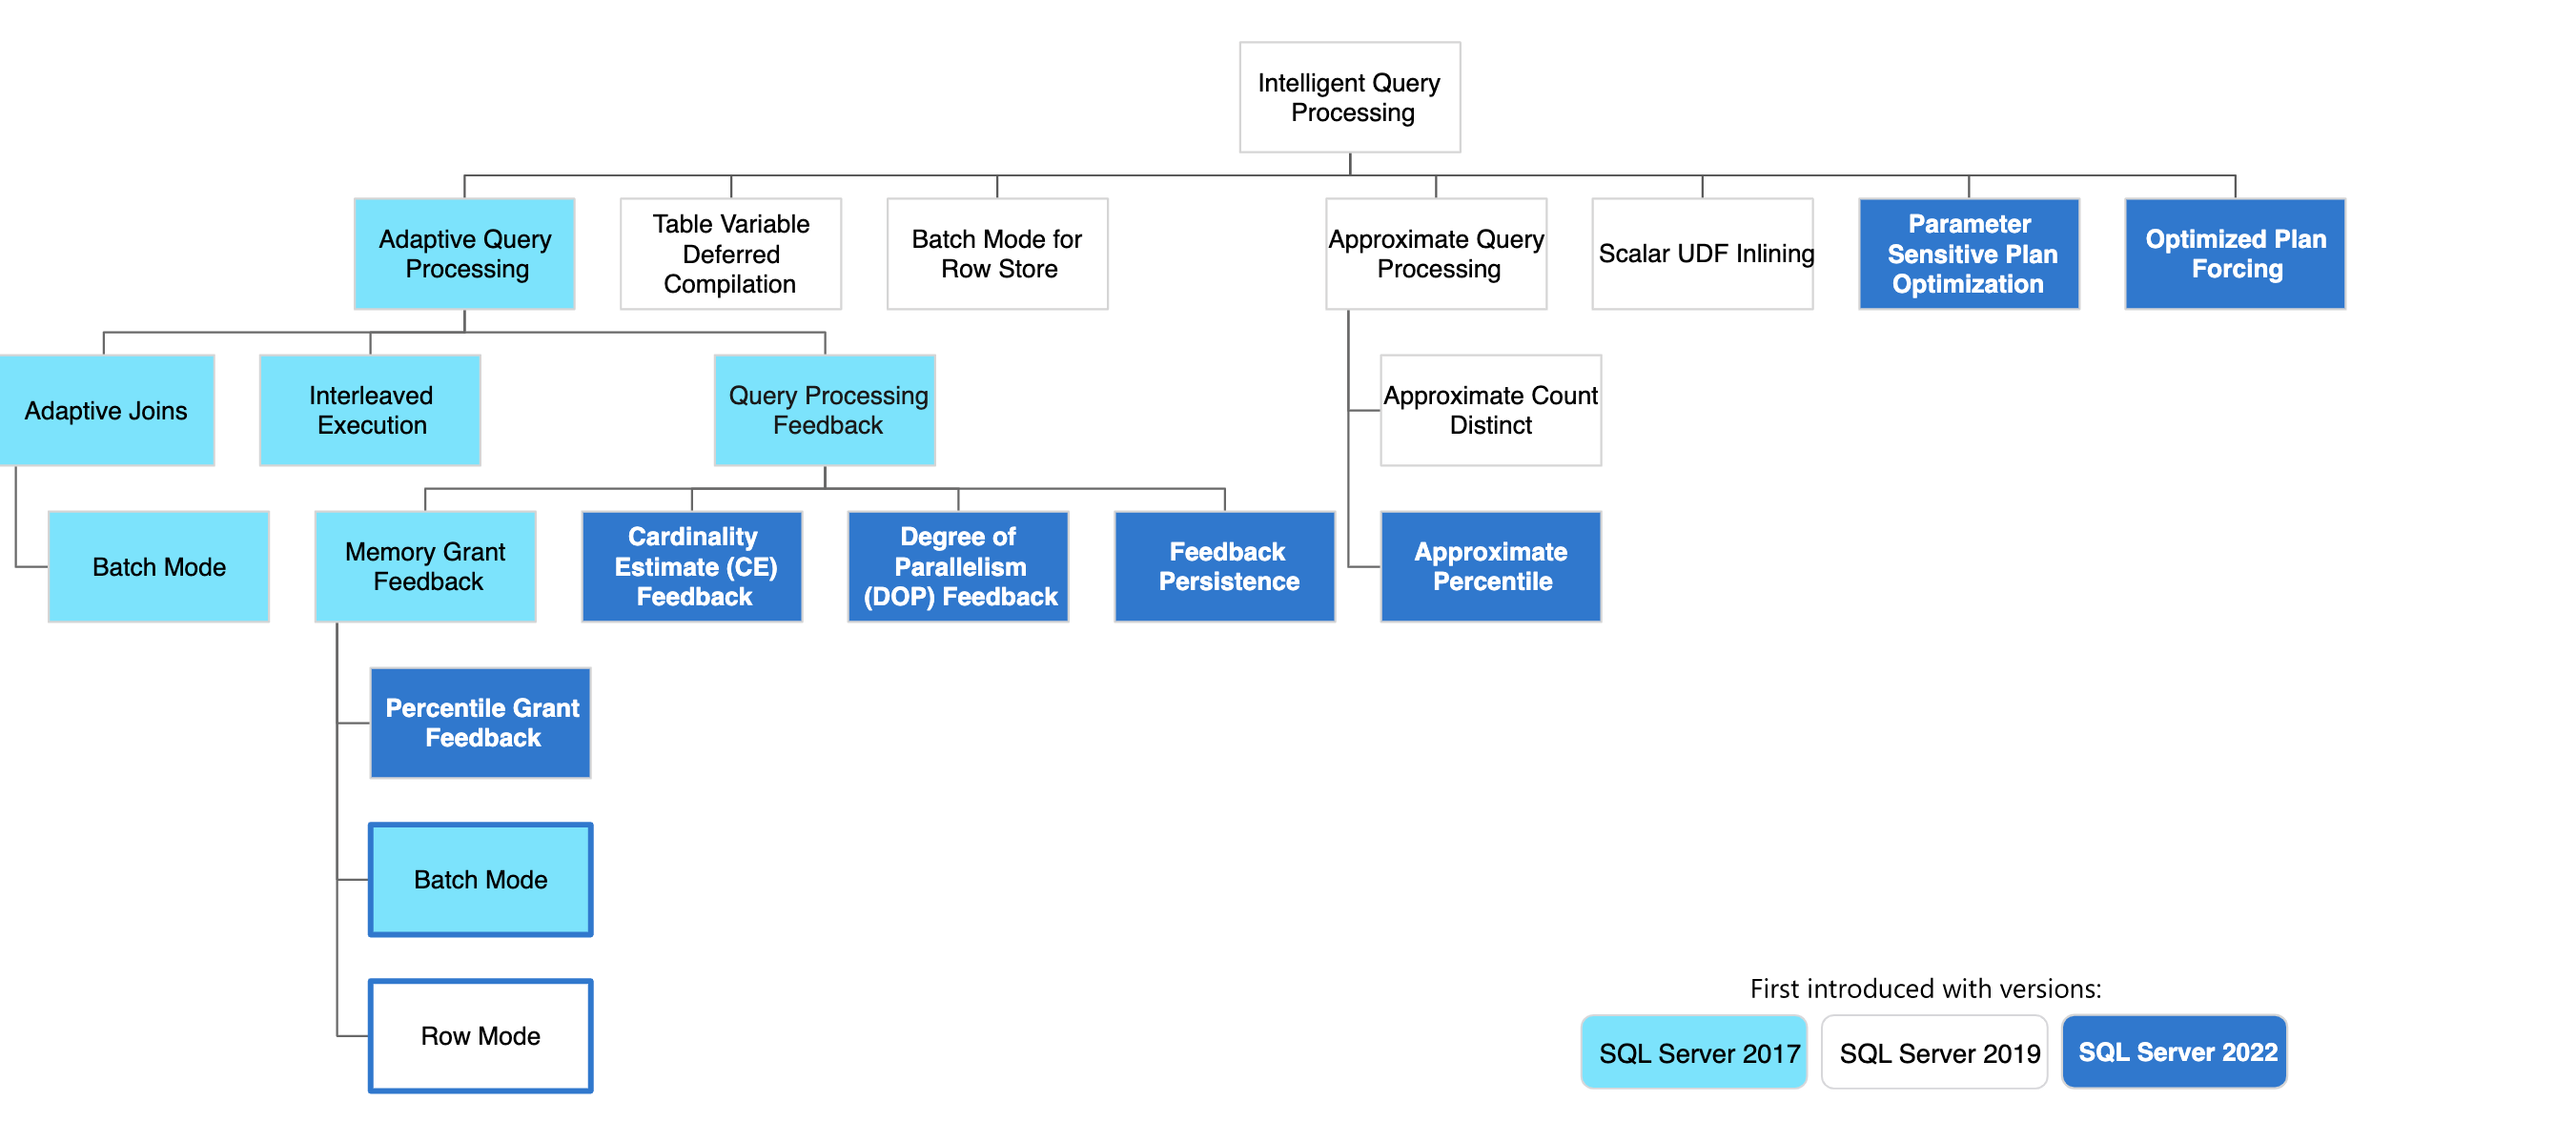 Intelligent Query
Processing
Adaptive Query
Processing
Table Variable
Deferred
Compilation
Batch Mode for
Row Store
Approximate Query
Processing
Scalar UDF Inlining
Parameter
Sensitive Plan
Optimization
Optimized Plan
Forcing
Adaptive Joins
Interleaved
Execution
Query Processing
Feedback
Approximate Count
Distinct
Batch Mode
Memory Grant
Feedback
Cardinality
Estimate (CE)
Feedback
Degree of
Parallelism
(DOP) Feedback
Feedback
Persistence
Approximate
Percentile
Percentile Grant
Feedback
Batch Mode
Row Mode
First introduced with versions:
SQL Server 2017
SQL Server 2019
SQL Server 2022